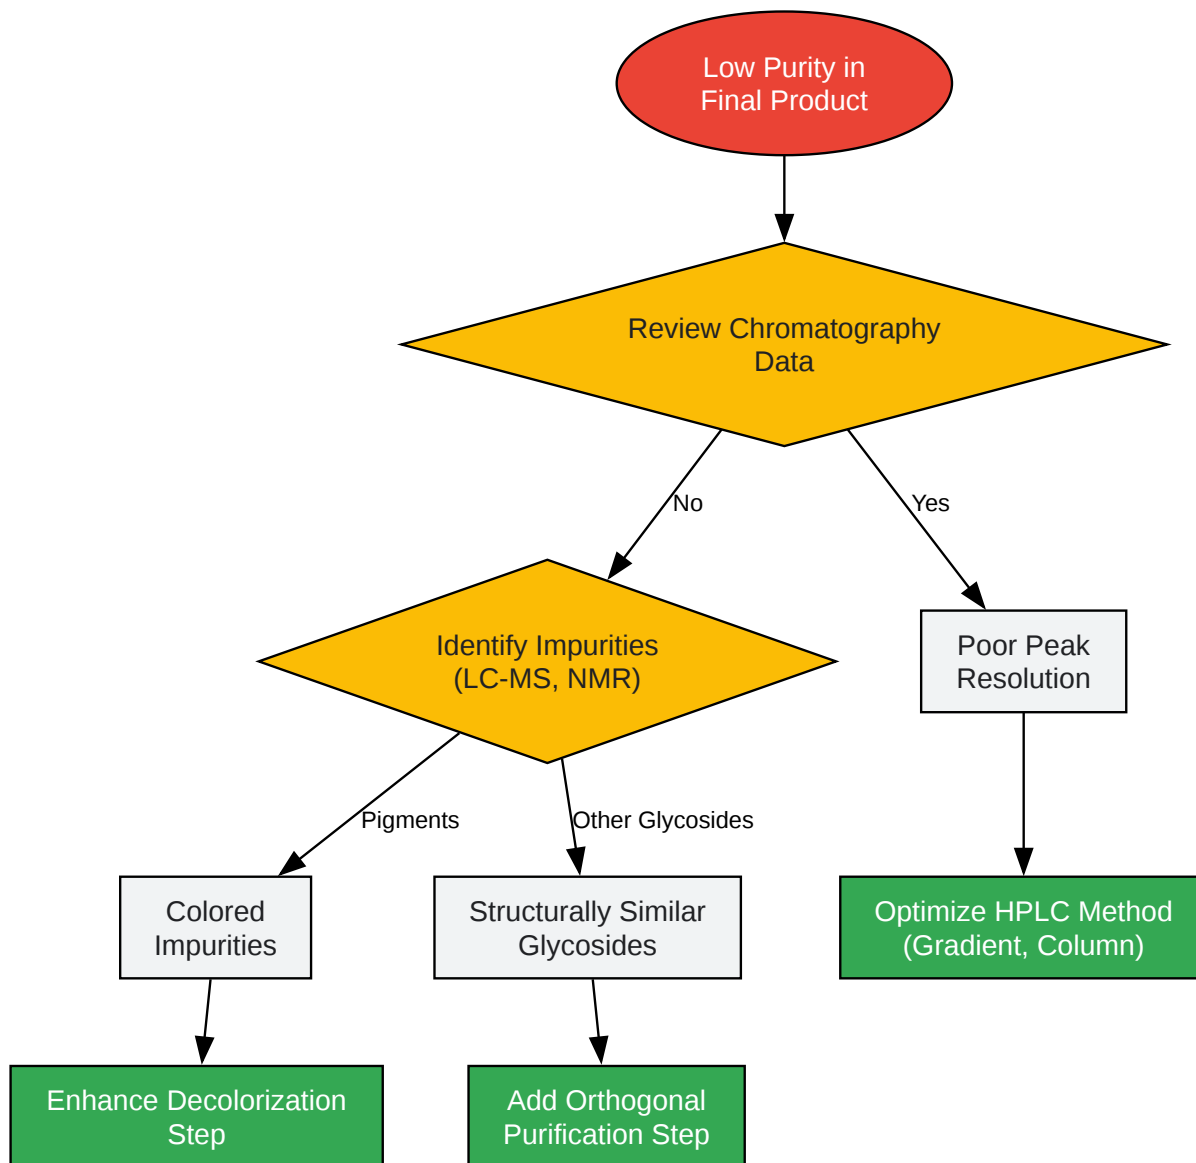 Low Purity in
Final Product
Review Chromatography
Data
No
Yes
Identify Impurities
(LC-MS, NMR)
Poor Peak
Resolution
Pigments
Other Glycosides
Colored
Impurities
Structurally Similar
Glycosides
Optimize HPLC Method
(Gradient, Column)
Enhance Decolorization
Step
Add Orthogonal
Purification Step